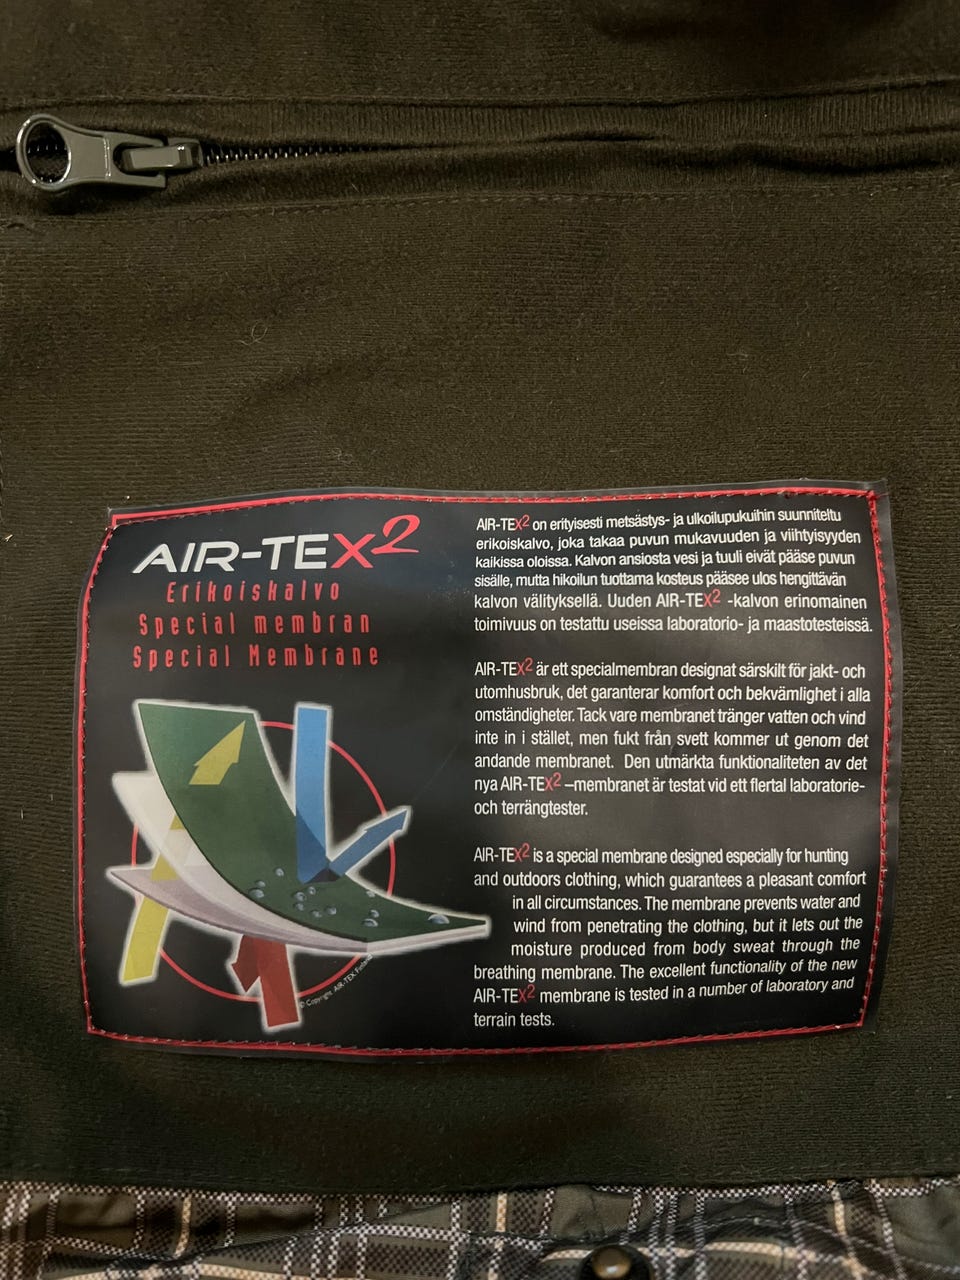 AIR-TEX2
Erikoiskalvo
Special membran
Special Membrane
© Copyright AIR-TEX Finland
AIR-TEX2 on erityisesti metsästys- ja ulkoilupukuihin suunniteltu
erikoiskalvo, joka takaa puvun mukavuuden ja viihtyisyyden
kaikissa oloissa. Kalvon ansiosta vesi ja tuuli eivät pääse puvun
sisälle, mutta hikoilun tuottama kosteus pääsee ulos hengittävän
kalvon välityksellä. Uuden AIR-TEX2 -kalvon erinomainen
toimivuus on testattu useissa laboratorio- ja maastotesteissä.
AIR-TEX2 är ett specialmembran designat särskilt för jakt- och
utomhusbruk, det garanterar komfort och bekvämlighet i alla
omständigheter. Tack vare membranet tränger vatten och vind
inte in i stället, men fukt från svett kommer ut genom det
andande membranet. Den utmärkta funktionaliteten av det
nya AIR-TEX2 –membranet är testat vid ett flertal laboratorie-
och terrängtester.
AIR-TEX2 is a special membrane designed especially for hunting
and outdoors clothing, which guarantees a pleasant comfort
in all circumstances. The membrane prevents water and
wind from penetrating the clothing, but it lets out the
moisture produced from body sweat through the
breathing membrane. The excellent functionality of the new
AIR-TEX2 membrane is tested in a number of laboratory and
terrain tests.